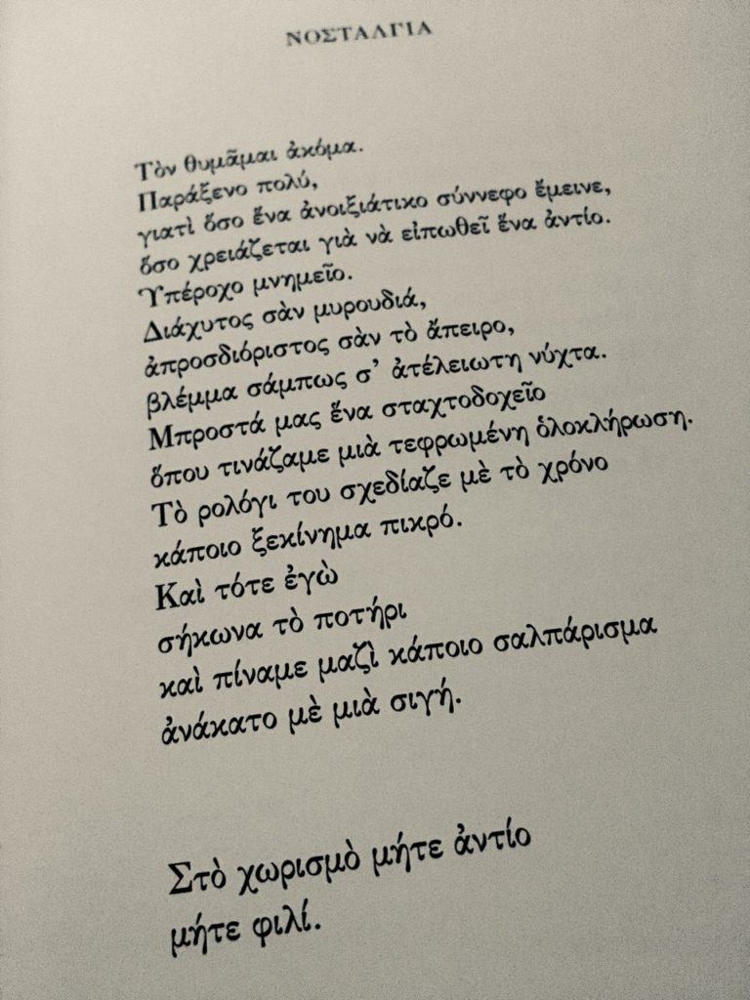 ΝΟΣΤΑΛΓΙΑ
Τὸν θυμᾶμαι ἀκόμα.
Παράξενο πολύ,
γιατὶ ὅσο ἕνα ἀνοιξιάτικο σύννεφο ἔμεινε,
ὅσο χρειάζεται γιὰ νὰ εἰπωθεῖ ἕνα ἀντίο.
Ὑπέροχο μνημεῖο.
Διάχυτος σὰν μυρουδιά,
ἀπροσδιόριστος σὰν τὸ ἄπειρο,
βλέμμα σάμπως σ' ἀτέλειωτη νύχτα.
Μπροστά μας ἕνα σταχτοδοχεῖο
ὅπου τινάζαμε μιὰ τεφρωμένη ὁλοκλήρωση.
Τὸ ρολόγι του σχεδίαζε μὲ τὸ χρόνο
κάποιο ξεκίνημα πικρό.
Καὶ τότε ἐγὼ
σήκωνα τὸ ποτήρι
καὶ πίναμε μαζὶ κάποιο σαλπάρισμα
ἀνάκατο μὲ μιὰ σιγή.
Στὸ χωρισμὸ μήτε ἀντίο
μήτε φιλί.